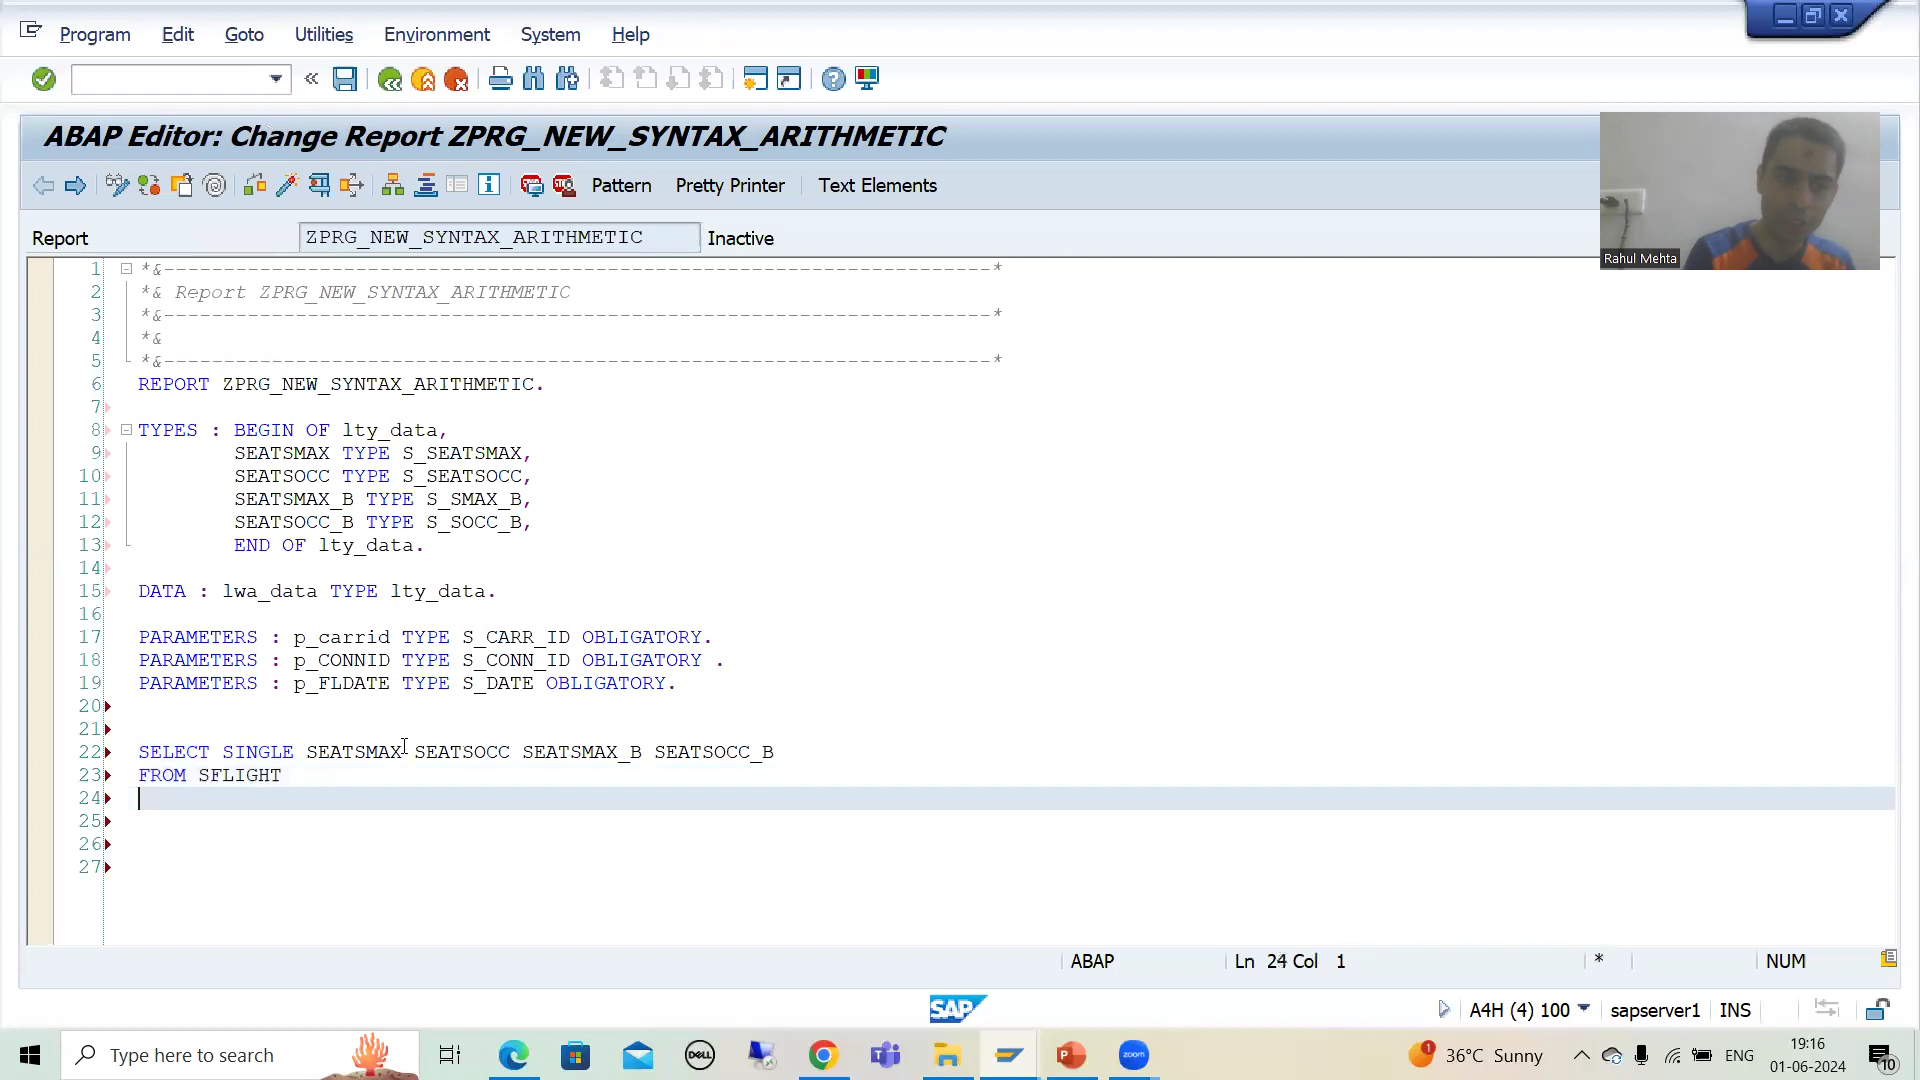 Program Edit Goto Utilities Environment System Help
ABAP Editor: Change Report ZPRG_NEW_SYNTAX_ARITHMETIC
Pattern Pretty Printer Text Elements
Report ZPRG_NEW_SYNTAX_ARITHMETIC Inactive
Rahul Mehta
1 *&---------------------------------------------------------------------*
2 *& Report ZPRG_NEW_SYNTAX_ARITHMETIC
3 *&---------------------------------------------------------------------*
4 *&
5 *&---------------------------------------------------------------------*
6 REPORT ZPRG_NEW_SYNTAX_ARITHMETIC.
7
8 TYPES : BEGIN OF lty_data,
9 SEATSMAX TYPE S_SEATSMAX,
10 SEATSOCC TYPE S_SEATSOCC,
11 SEATSMAX_B TYPE S_SMAX_B,
12 SEATSOCC_B TYPE S_SOCC_B,
13 END OF lty_data.
14
15 DATA : lwa_data TYPE lty_data.
16
17 PARAMETERS : p_carrid TYPE S_CARR_ID OBLIGATORY.
18 PARAMETERS : p_CONNID TYPE S_CONN_ID OBLIGATORY .
19 PARAMETERS : p_FLDATE TYPE S_DATE OBLIGATORY.
20
21
22 SELECT SINGLE SEATSMAX SEATSOCC SEATSMAX_B SEATSOCC_B
23 FROM SFLIGHT
24
25
26
27
ABAP Ln 24 Col 1 * NUM
SAP A4H (4) 100 sapserver1 INS
Type here to search DELL zoom 1 36°C Sunny ENG 19:16
01-06-2024 10